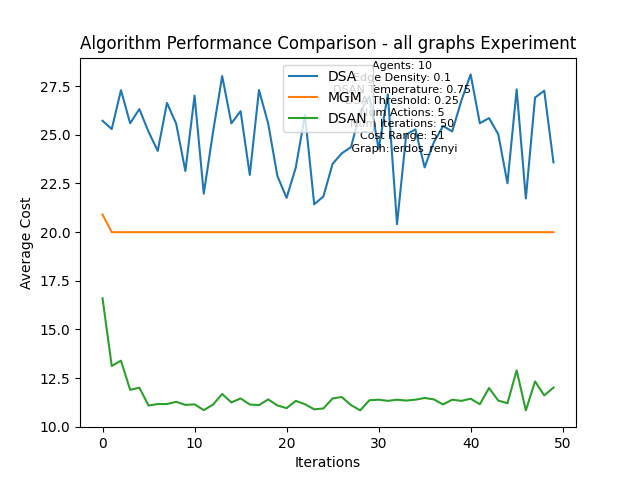 Algorithm Performance Comparison - all graphs Experiment
Average Cost
27.5
25.0
22.5
20.0
17.5
15.0
12.5
10.0
0
10
20
30
40
50
Iterations
DSA
MGM
DSAN
Agents: 10
Edge Density: 0.1
DSAN Temperature: 0.75
Threshold: 0.25
Actions: 5
Iterations: 50
Cost Range: 51
Graph: erdos_renyi